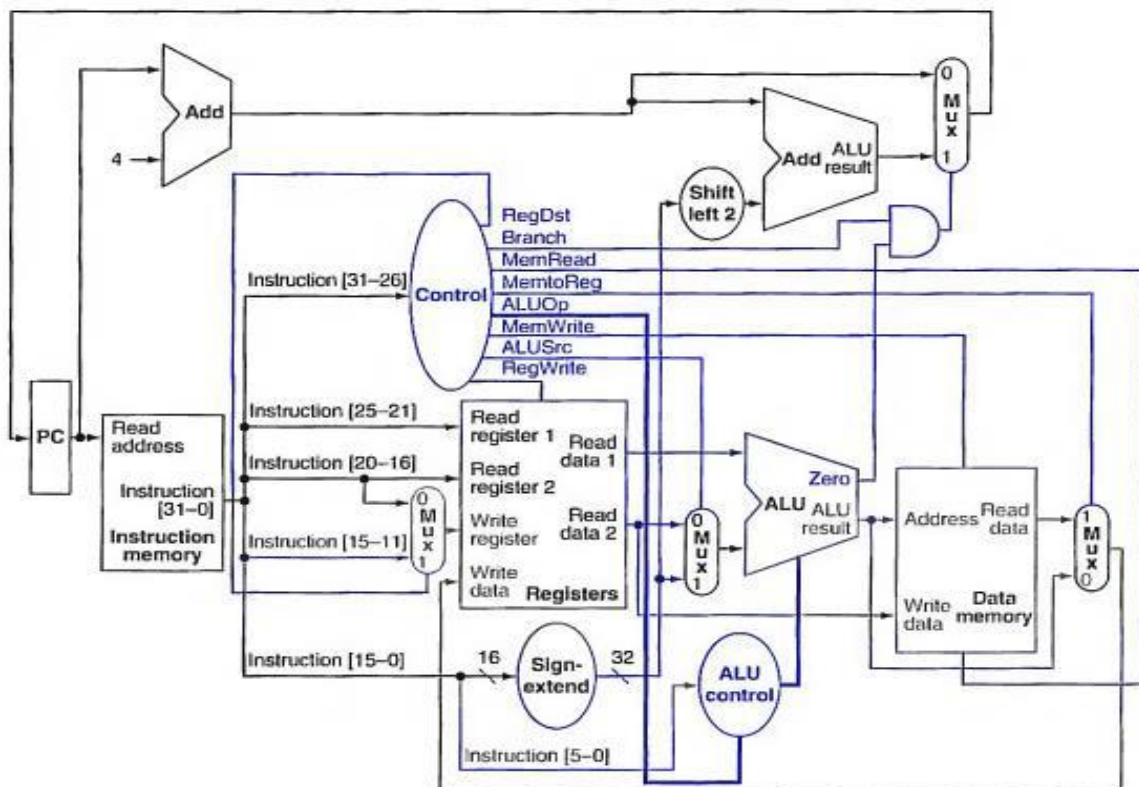 Add
4
0
M
u
x
1
Add
ALU
result
Shift
left 2
RegDst
Branch
MemRead
MemtoReg
ALUOp
MemWrite
ALUSrc
RegWrite
Control
Instruction [31–26]
PC
Read
address
Instruction
[31–0]
Instruction
memory
Instruction [25–21]
Instruction [20–16]
Instruction [15–11]
0
M
u
x
1
Read
register 1
Read
register 2
Write
register
Write
data
Read
data 1
Read
data 2
Registers
0
M
u
x
1
Zero
ALU
ALU
result
Address
Read
data
Write
data
Data
memory
1
M
u
x
0
Instruction [15–0]
16
Sign-
extend
32
ALU
control
Instruction [5–0]